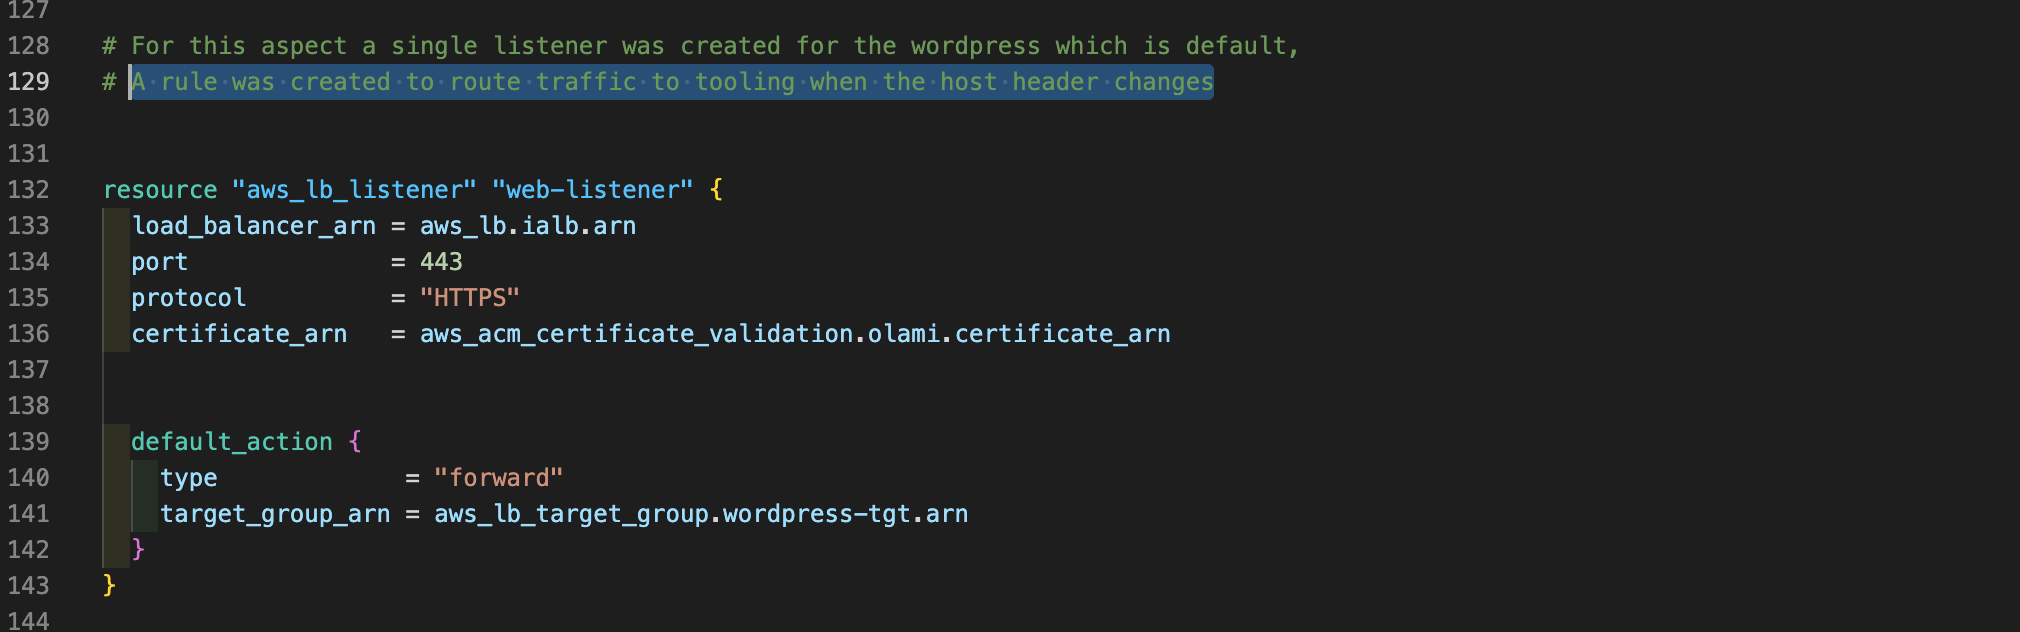 127
128 # For this aspect a single listener was created for the wordpress which is default,
129 # A rule was created to route traffic to tooling when the host header changes
130
131
132 resource "aws_lb_listener" "web-listener" {
133   load_balancer_arn = aws_lb.ialb.arn
134   port              = 443
135   protocol          = "HTTPS"
136   certificate_arn   = aws_acm_certificate_validation.olami.certificate_arn
137
138
139   default_action {
140     type             = "forward"
141     target_group_arn = aws_lb_target_group.wordpress-tgt.arn
142   }
143 }
144